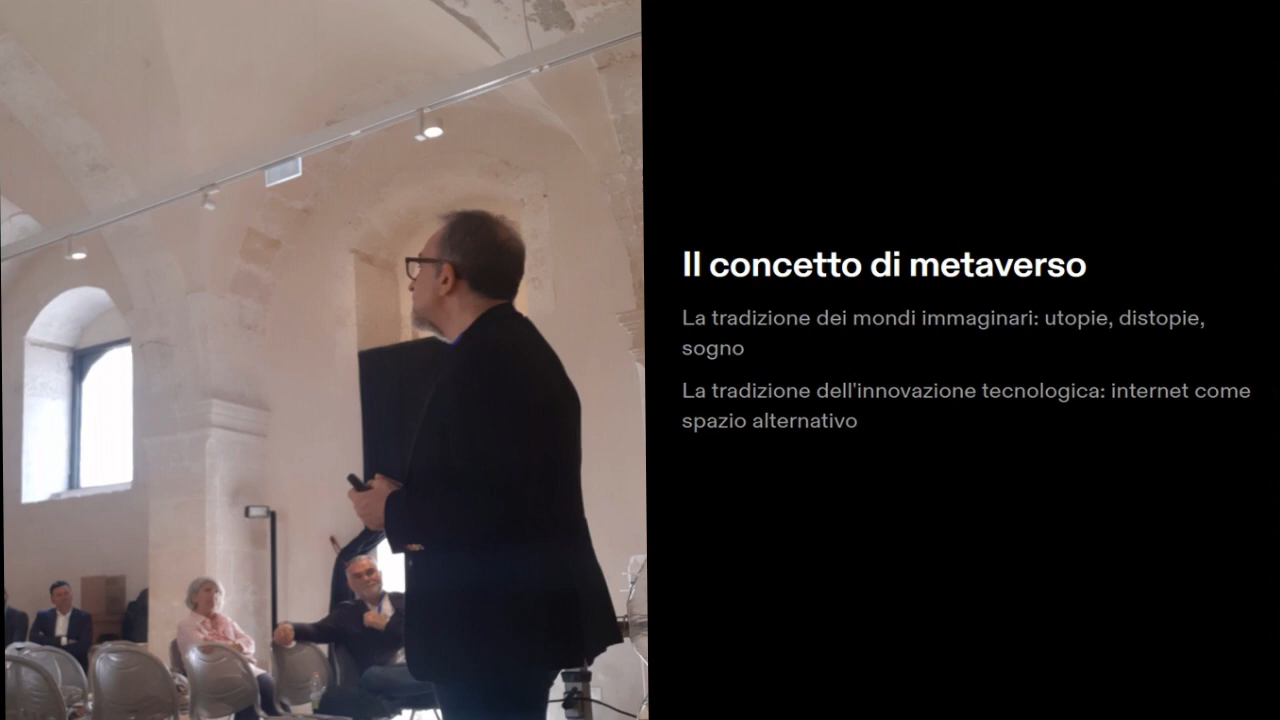 Il concetto di metaverso
La tradizione dei mondi immaginari: utopie, distopie,
sogno
La tradizione dell'innovazione tecnologica: internet come
spazio alternativo